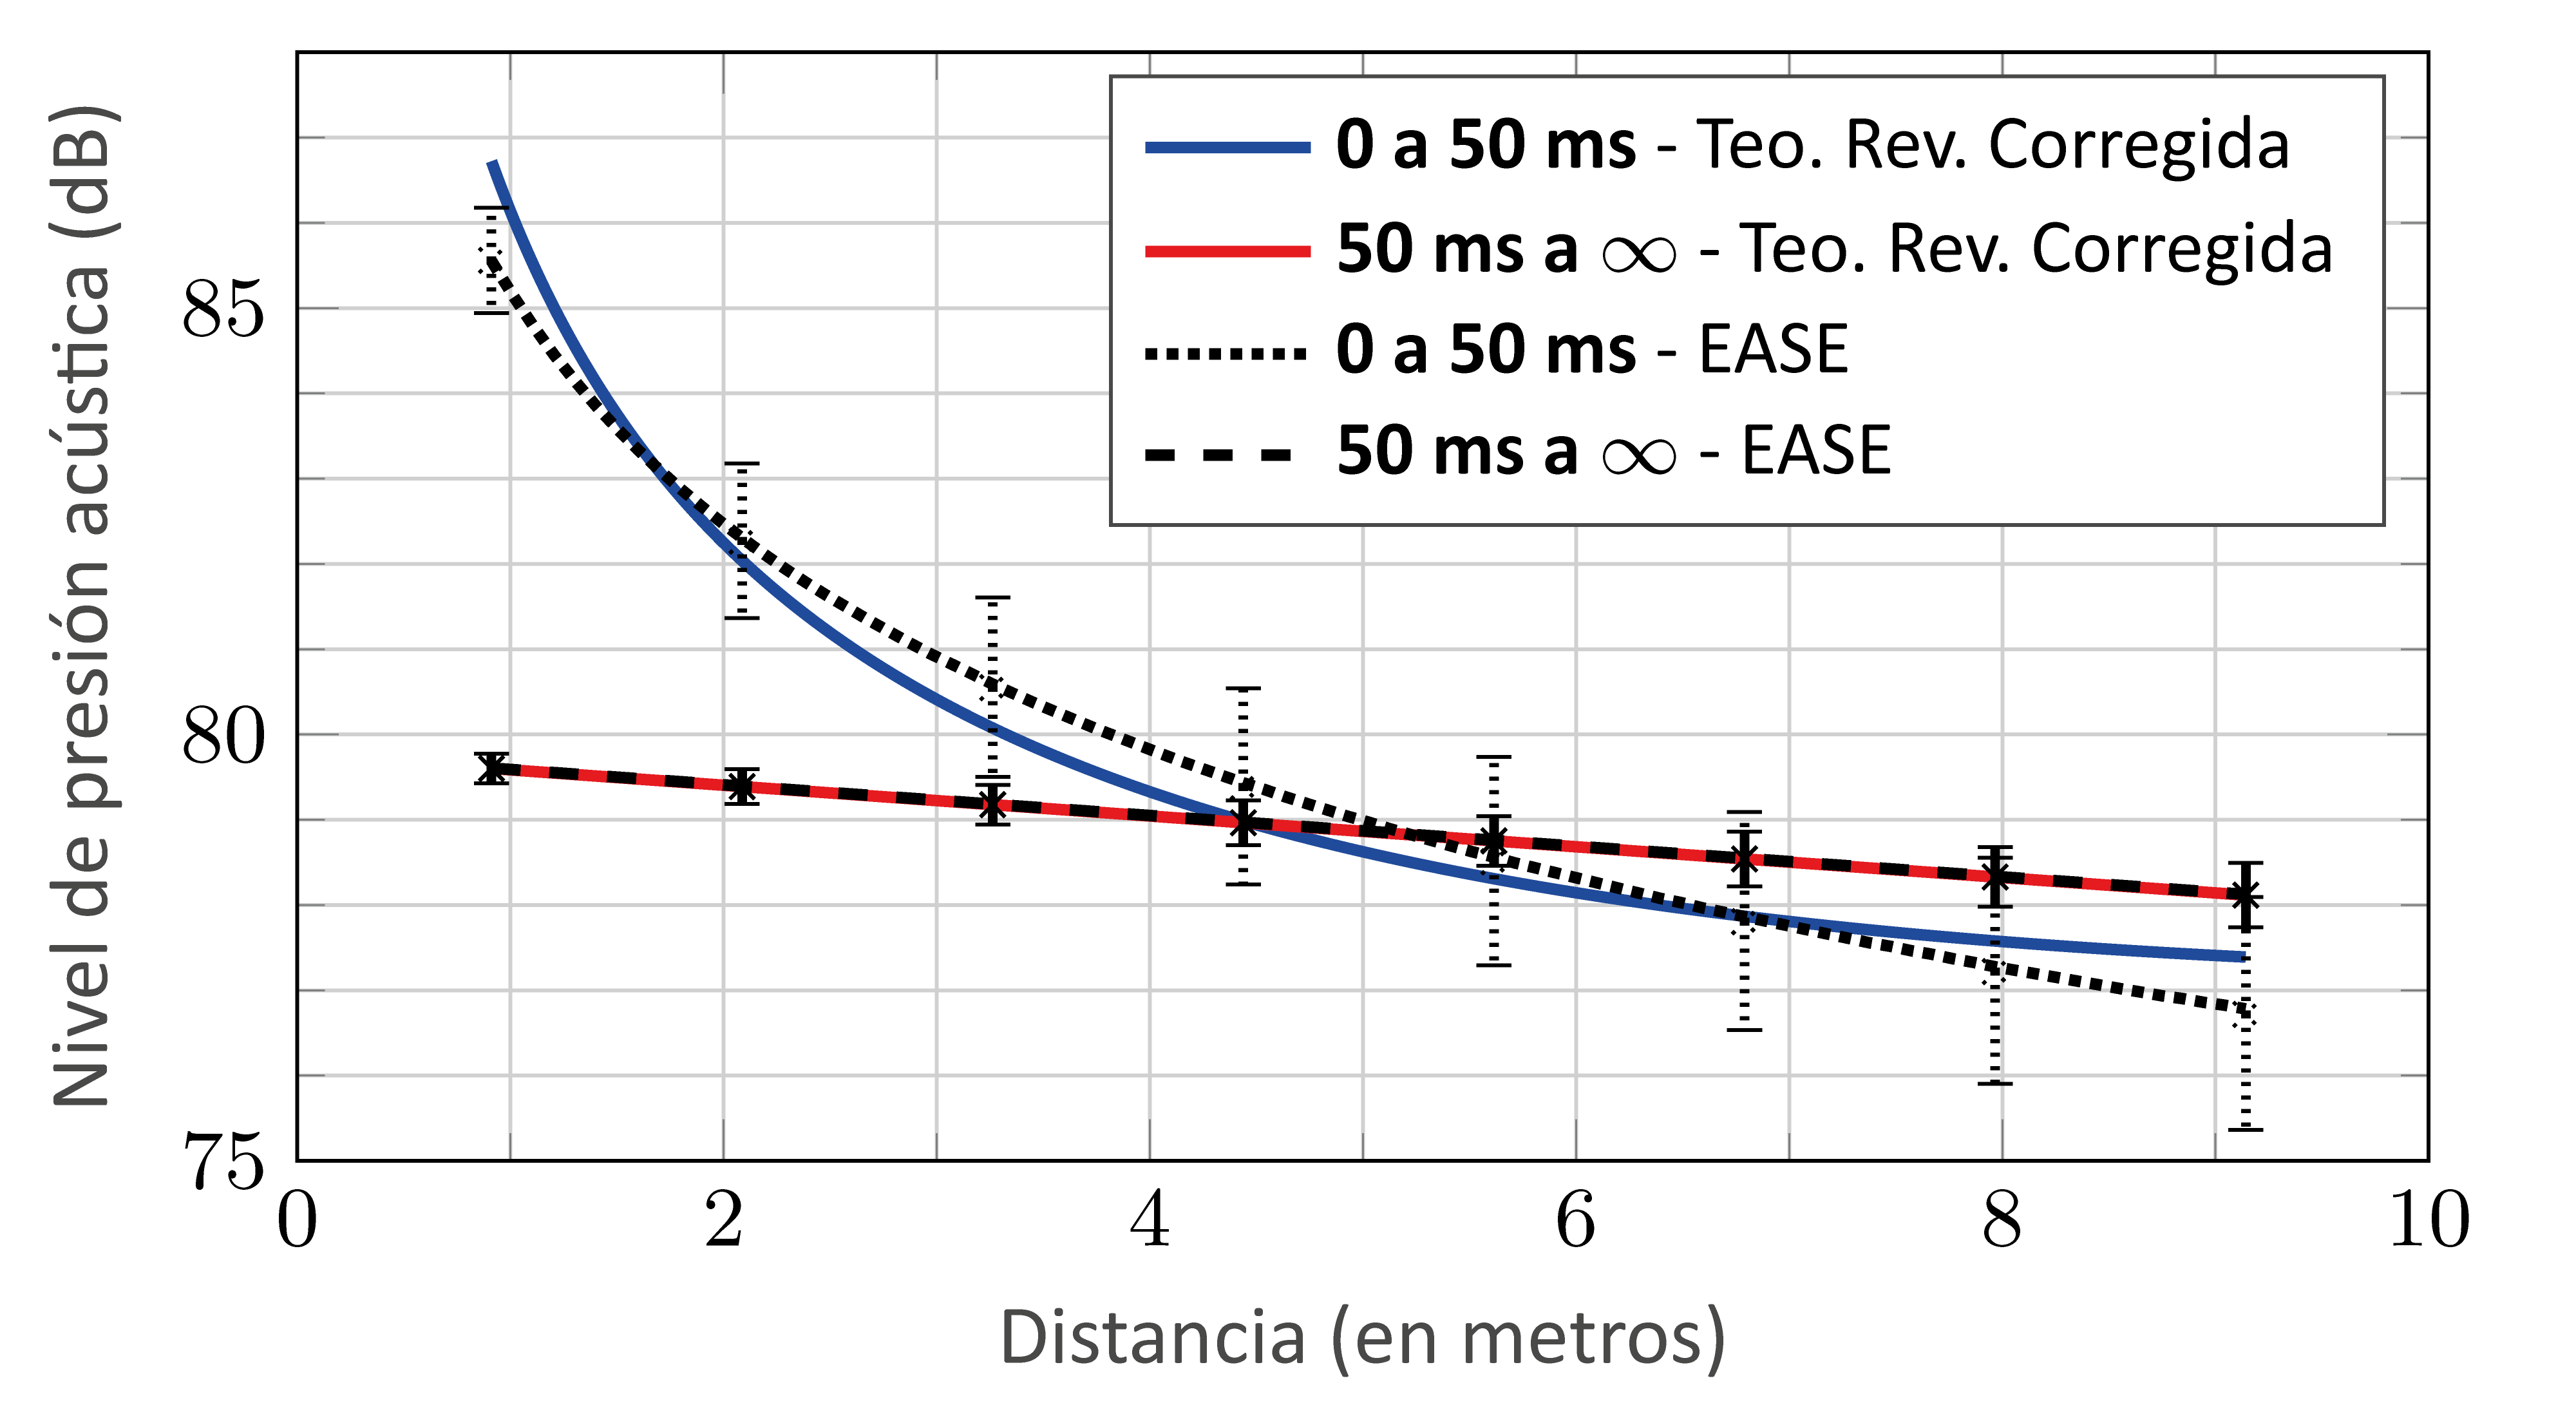 Nivel de presión acústica (dB)
85
80
75
0 a 50 ms - Teo. Rev. Corregida
50 ms a ∞ - Teo. Rev. Corregida
0 a 50 ms - EASE
50 ms a ∞ - EASE
0 2 4 6 8 10
Distancia (en metros)